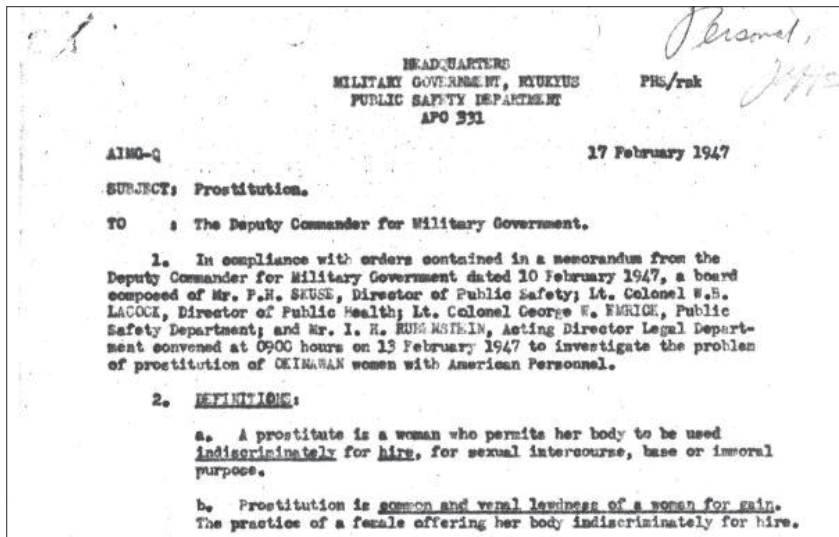 Personal,
HEADQUARTERS
MILITARY GOVERNMENT, RYUKYUS
PHS/rsk
PUBLIC SAFETY DEPARTMENT
APO 331
AIMG-Q
17 February 1947
SUBJECT: Prostitution.
TO : The Deputy Commander for Military Government.
1. In compliance with orders contained in a memorandum from the
Deputy Commander for Military Government dated 10 February 1947, a board
composed of Mr. P.H. SKUSE, Director of Public Safety; Lt. Colonel W.B.
LACOCK, Director of Public Health; Lt. Colonel George W. EMRICK, Public
Safety Department; and Mr. I. H. RUBENSTEIN, Acting Director Legal Depart-
ment convened at 0900 hours on 13 February 1947 to investigate the problem
of prostitution of OKINAWAN women with American Personnel.
2. DEFINITIONS:
a. A prostitute is a woman who permits her body to be used
indiscriminately for hire, for sexual intercourse, base or immoral
purpose.
b. Prostitution is common and venal lewdness of a woman for gain.
The practice of a female offering her body indiscriminately for hire.